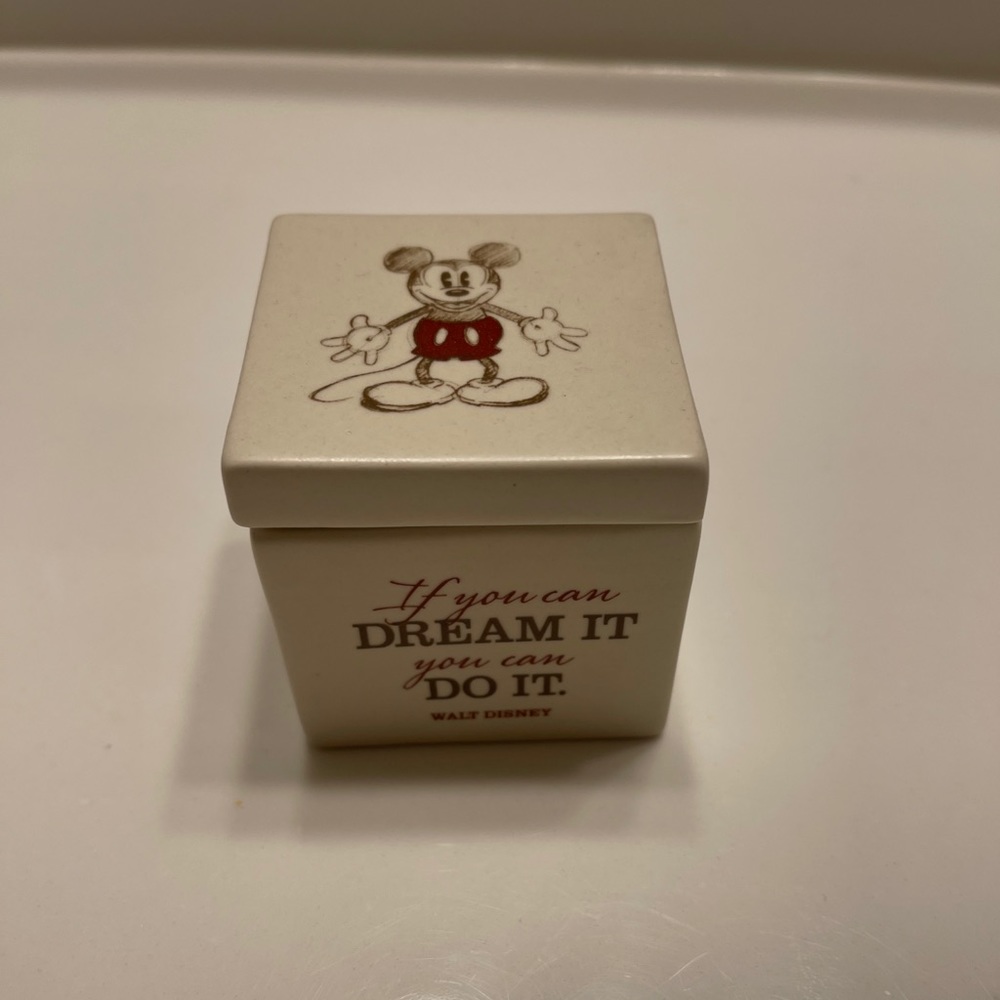 If you can
DREAM IT
you can
DO IT.
WALT DISNEY